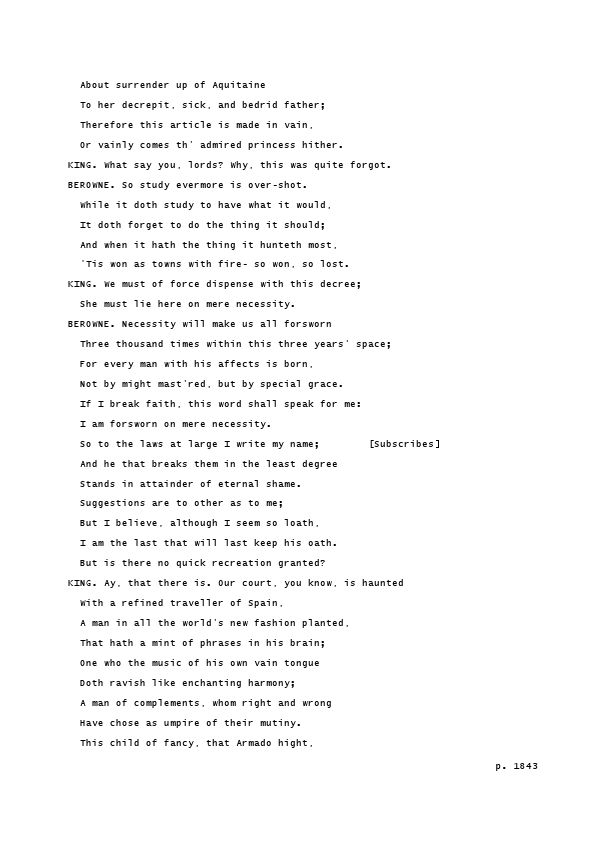 About surrender up of Aquitaine
To her decrepit, sick, and bedrid father;
Therefore this article is made in vain,
Or vainly comes th' admired princess hither.
KING. What say you, lords? Why, this was quite forgot.
BEROWNE. So study evermore is over-shot.
While it doth study to have what it would,
It doth forget to do the thing it should;
And when it hath the thing it hunteth most,
'Tis won as towns with fire- so won, so lost.
KING. We must of force dispense with this decree;
She must lie here on mere necessity.
BEROWNE. Necessity will make us all forsworn
Three thousand times within this three years' space;
For every man with his affects is born,
Not by might mast'red, but by special grace.
If I break faith, this word shall speak for me:
I am forsworn on mere necessity.
So to the laws at large I write my name; [Subscribes]
And he that breaks them in the least degree
Stands in attainder of eternal shame.
Suggestions are to other as to me;
But I believe, although I seem so loath,
I am the last that will last keep his oath.
But is there no quick recreation granted?
KING. Ay, that there is. Our court, you know, is haunted
With a refined traveller of Spain,
A man in all the world's new fashion planted,
That hath a mint of phrases in his brain;
One who the music of his own vain tongue
Doth ravish like enchanting harmony;
A man of complements, whom right and wrong
Have chose as umpire of their mutiny.
This child of fancy, that Armado hight,
p. 1843